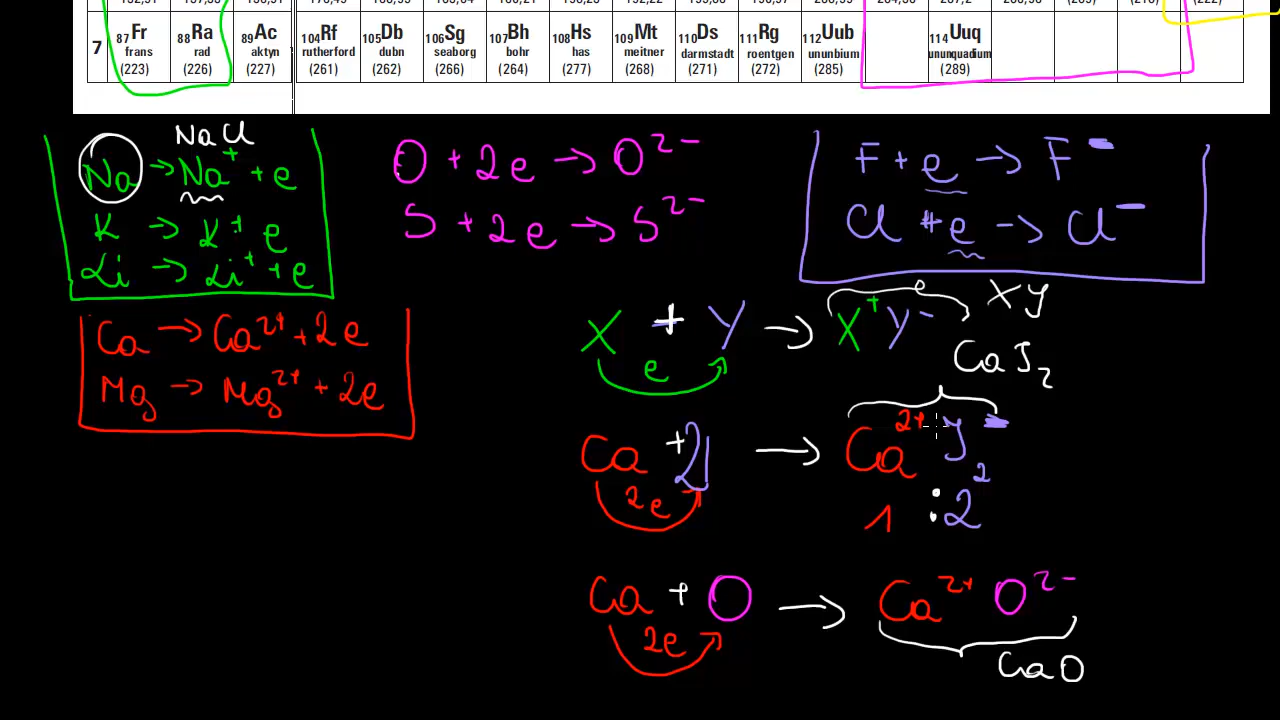 7 87Fr 88Ra 89Ac 104Rf 105Db 106Sg 107Bh 108Hs 109Mt 110Ds 111Rg 112Uub 114Uuq
frans rad aktyn rutherford dubn seaborg bohr has meitner darmstadt roentgen ununbium ununquadium
(223) (226) (227) (261) (262) (266) (264) (277) (268) (271) (272) (285) (289)
NaCl
Na → Na⁺ + e
K → K⁺ e
Li → Li⁺ + e
Ca → Ca²⁺ + 2e
Mg → Mg²⁺ + 2e
O + 2e → O²⁻
S + 2e → S²⁻
F + e → F⁻
Cl + e → Cl⁻
X + Y → X⁺Y⁻
e
XY
CaJ₂
Ca + 2J → Ca²⁺ J⁻₂
2e
1 : 2
Ca + O → Ca²⁺ O²⁻
2e
CaO